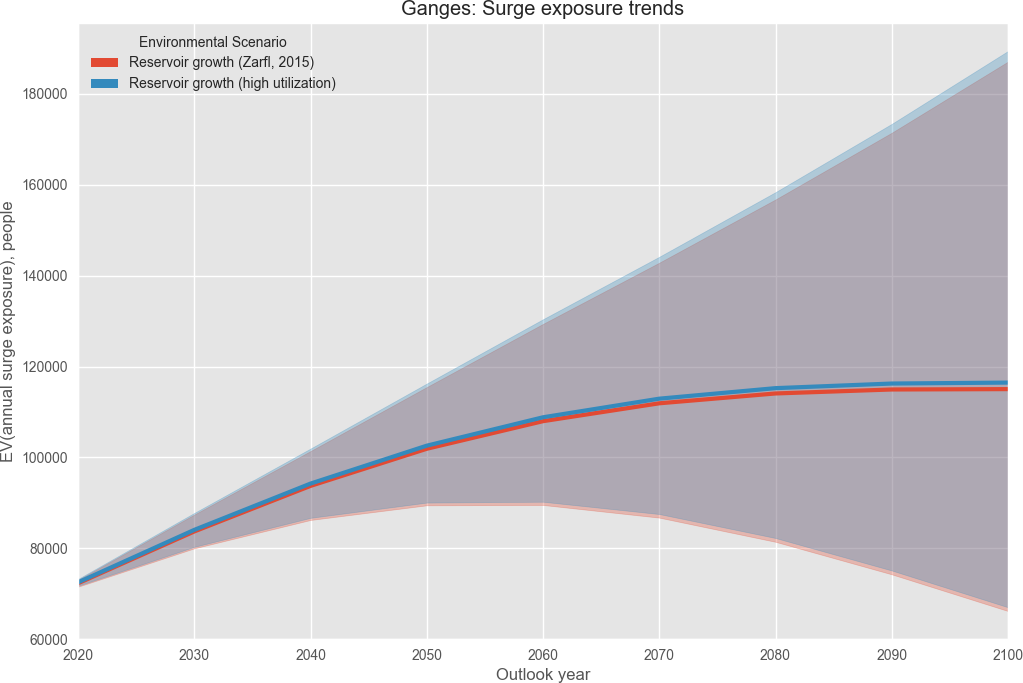 Ganges: Surge exposure trends
Environmental Scenario
Reservoir growth (Zarfl, 2015)
Reservoir growth (high utilization)
EV(annual surge exposure), people
180000
160000
140000
120000
100000
80000
60000
2020 2030 2040 2050 2060 2070 2080 2090 2100
Outlook year